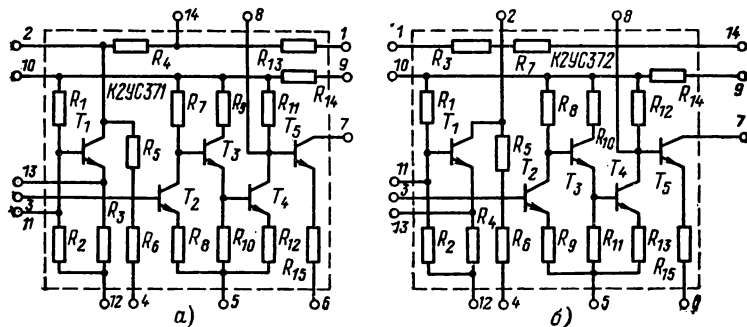 2 14 8 1
R4 R13
10 К2УС371 9
R1 R7 R9 R11 R14
T1 T3 T5 7
R5
13
3 T2 T4
11 R3
R2 R6 R8 R10 R12 R15
12 4 5 6
а)
1 2 8 14
R3 R7
10 К2УС372 9
R1 R8 R12 R14
T1 R10 7
R5 T4
11 T2 T3 T5
3
13 R4
R2 R6 R9 R11 R13 R15
12 4 5
б)